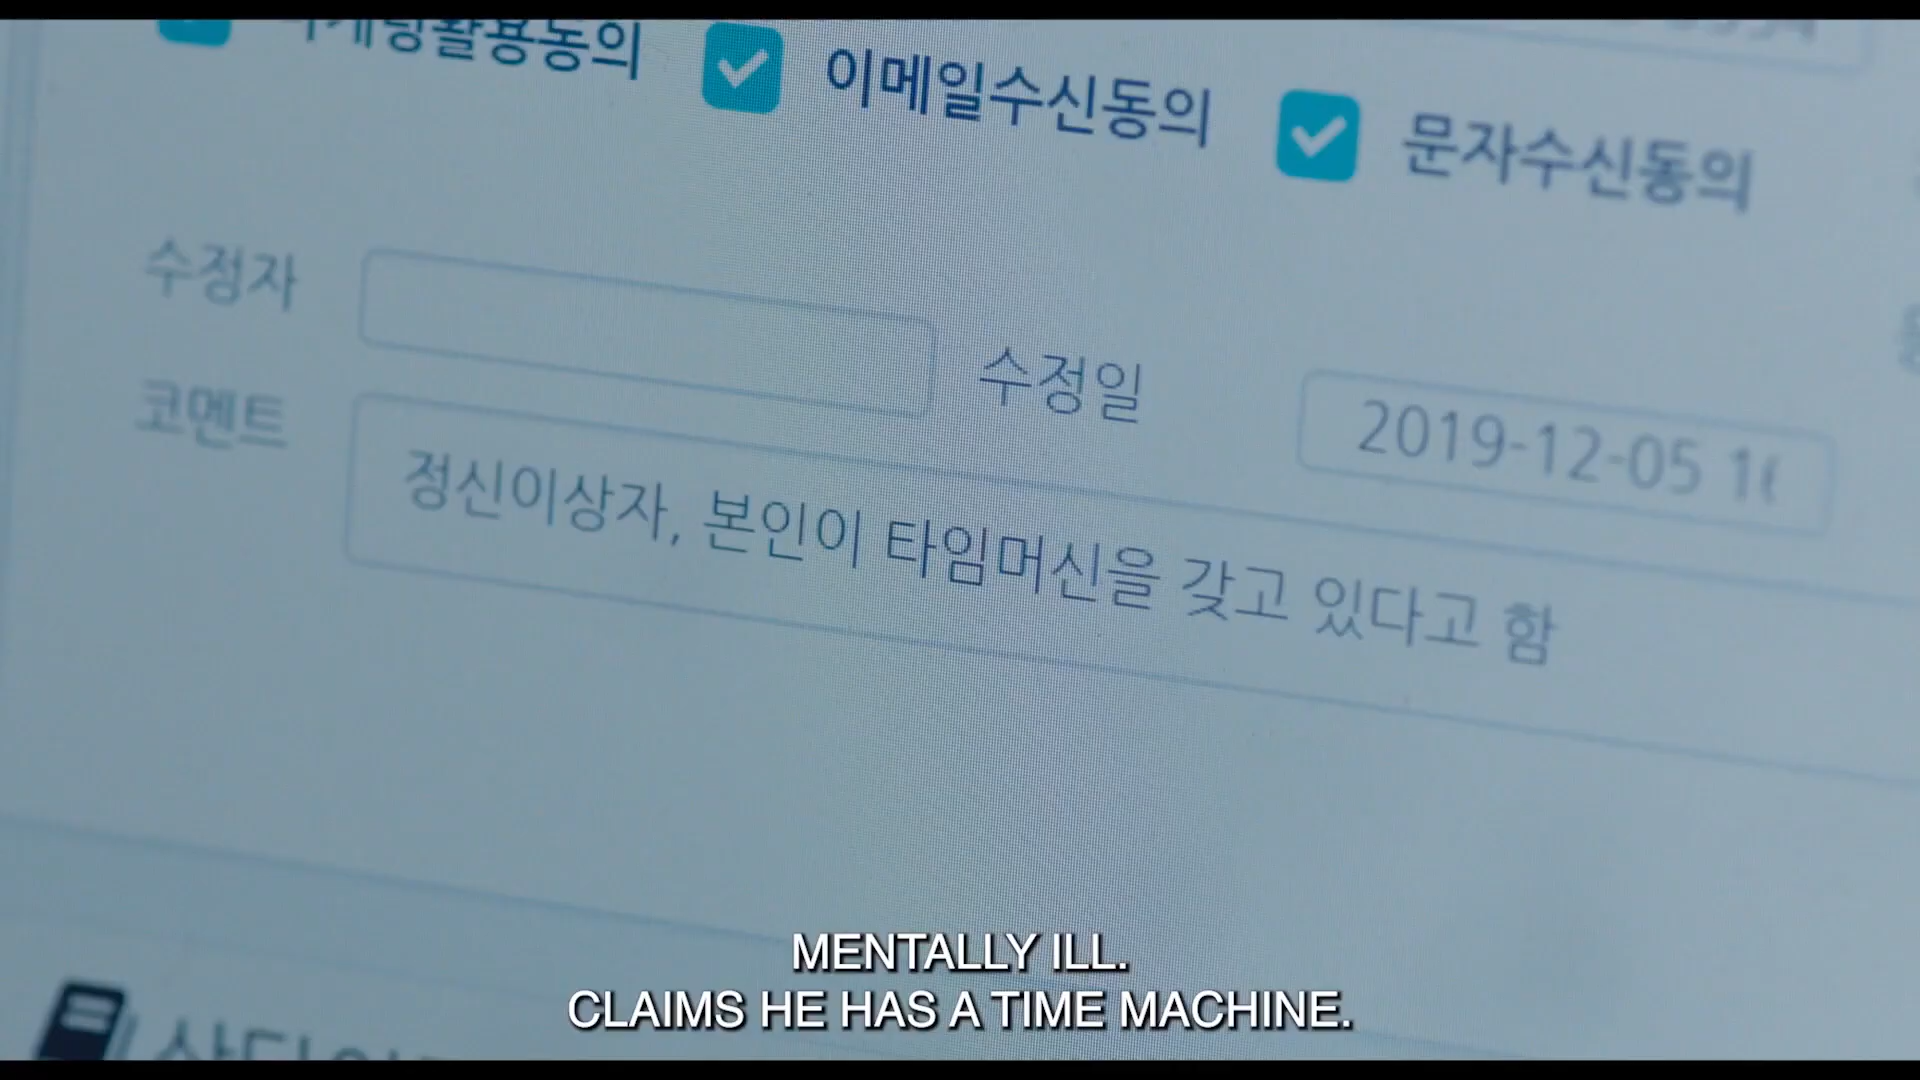 이메일수신동의 문자수신동의
수정자
수정일 2019-12-05
코멘트
정신이상자, 본인이 타임머신을 갖고 있다고 함
MENTALLY ILL.
CLAIMS HE HAS A TIME MACHINE.